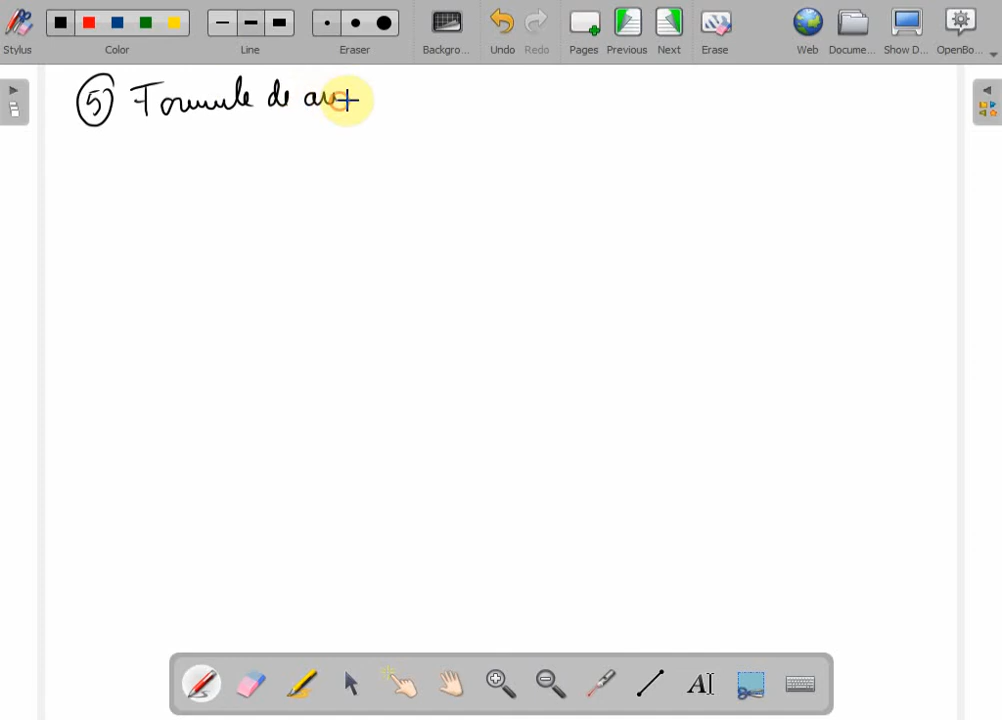 Stylus
Color
Line
Eraser
Backgro...
Undo
Redo
Pages
Previous
Next
Erase
Web
Docume...
Show D...
OpenBo...
⑤ Formule de